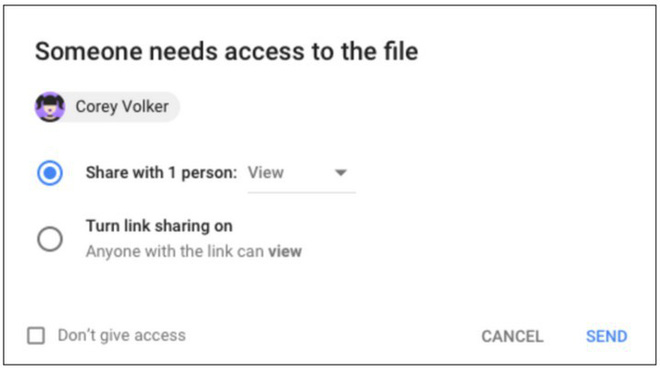 Someone needs access to the file
Corey Volker
Share with 1 person: View
Turn link sharing on
Anyone with the link can view
Don't give access CANCEL SEND